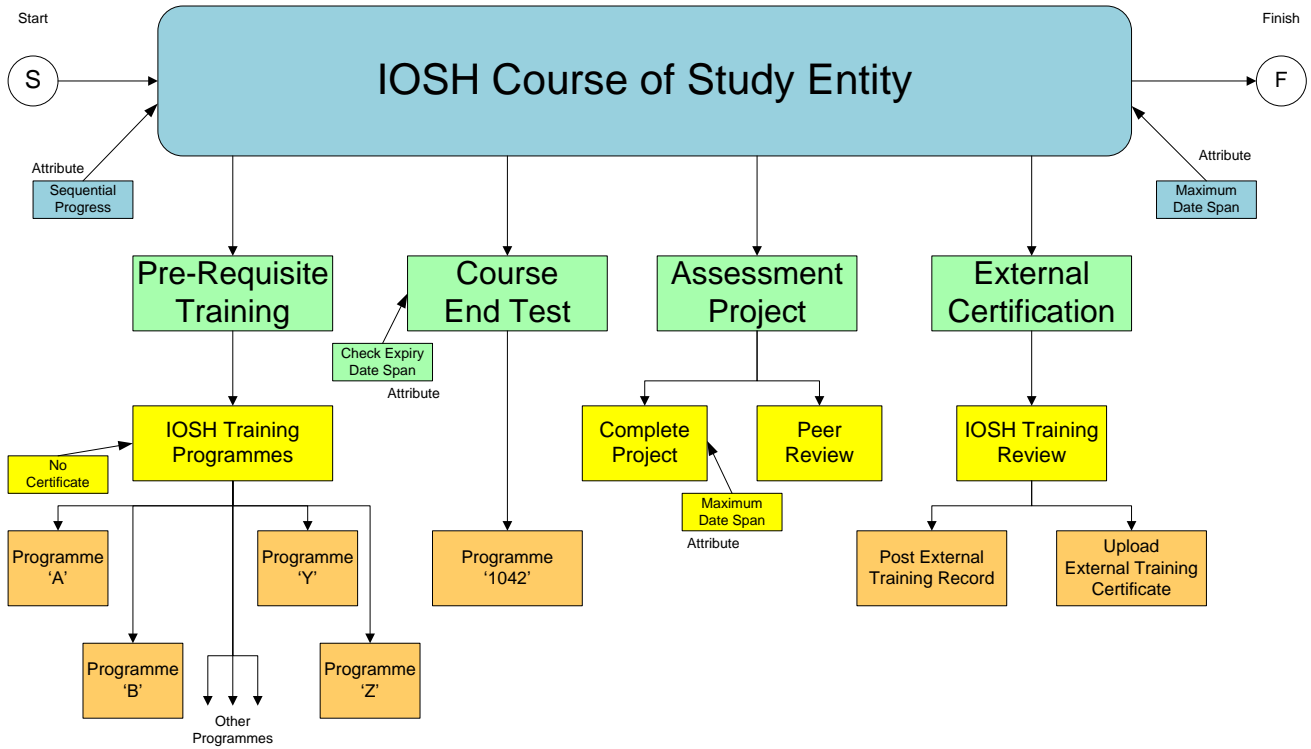 Start
Finish
S
IOSH Course of Study Entity
F
Attribute
Sequential
Progress
Attribute
Maximum
Date Span
Pre-Requisite
Training
Course
End Test
Assessment
Project
External
Certification
Check Expiry
Date Span
Attribute
IOSH Training
Programmes
Complete
Project
Peer
Review
IOSH Training
Review
No
Certificate
Maximum
Date Span
Attribute
Programme
‘A’
Programme
‘Y’
Programme
‘1042’
Post External
Training Record
Upload
External Training
Certificate
Programme
‘B’
Programme
‘Z’
Other
Programmes